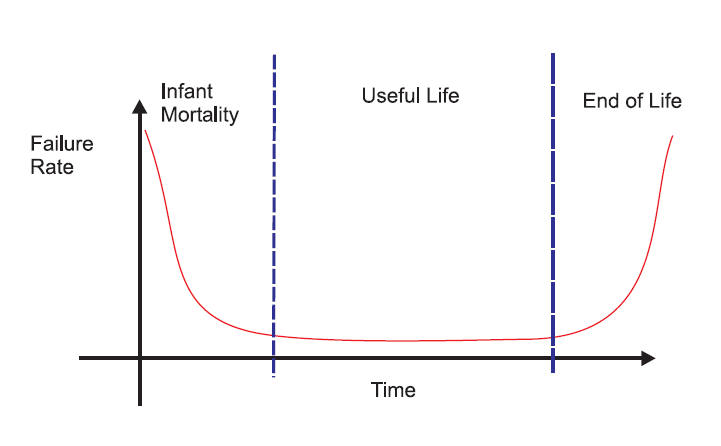 Infant
Mortality
Useful Life
End of Life
Failure
Rate
Time